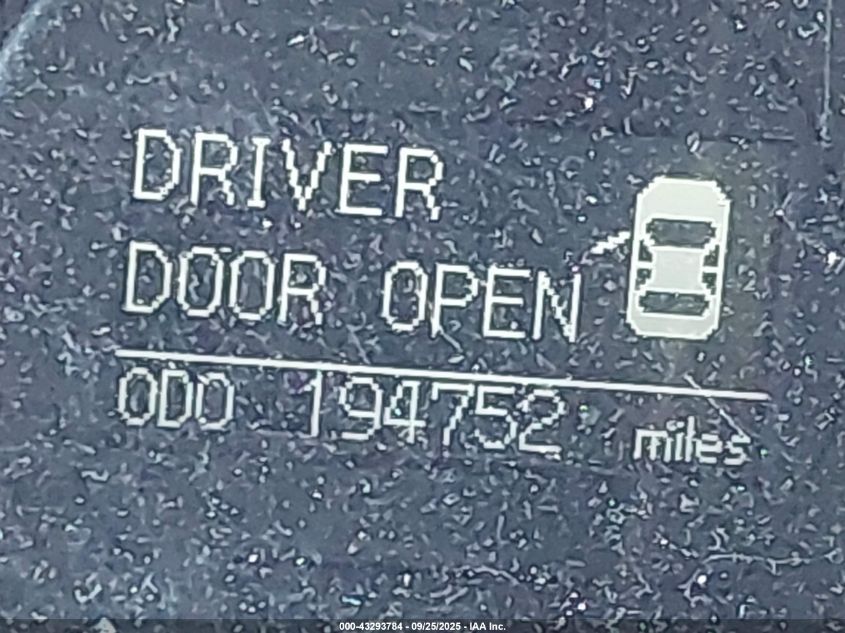 DRIVER
DOOR OPEN
ODO 194752 miles
000-43293784 - 09/25/2025 - IAA Inc.